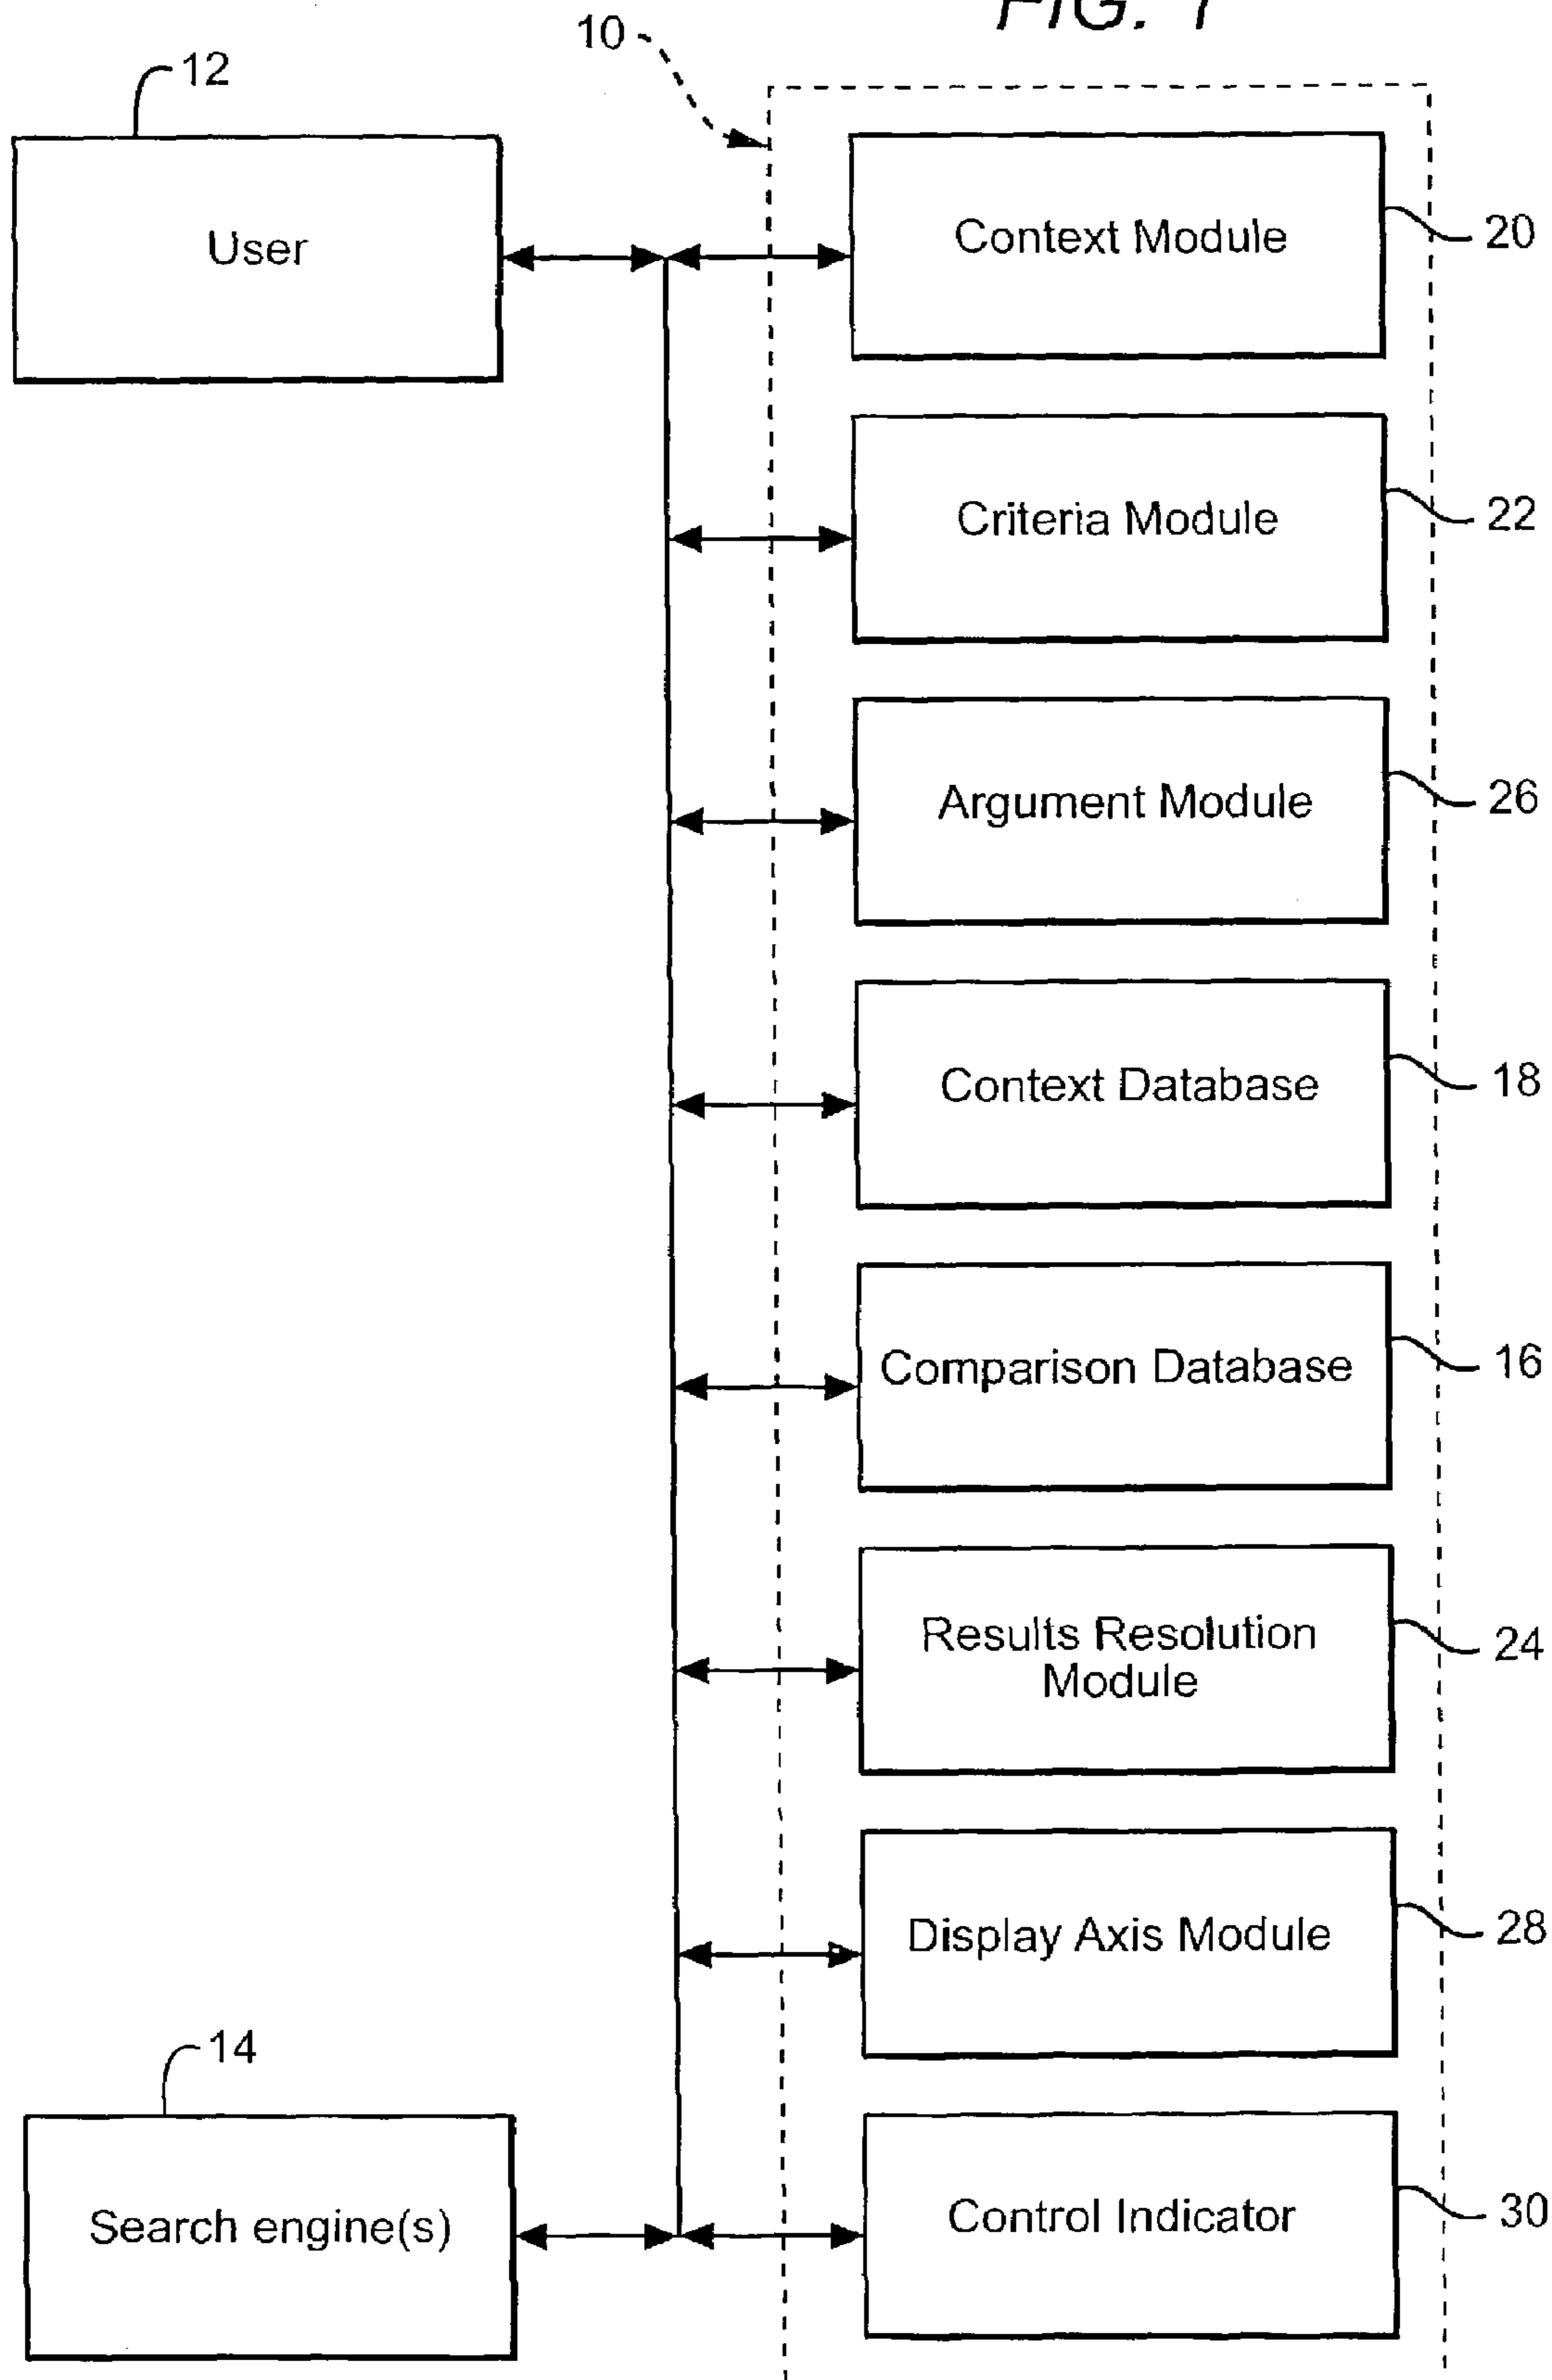 FIG. 1
10
12
User
Context Module
20
Criteria Module
22
Argument Module
26
Context Database
18
Comparison Database
16
Results Resolution
Module
24
Display Axis Module
28
14
Search engine(s)
Control Indicator
30